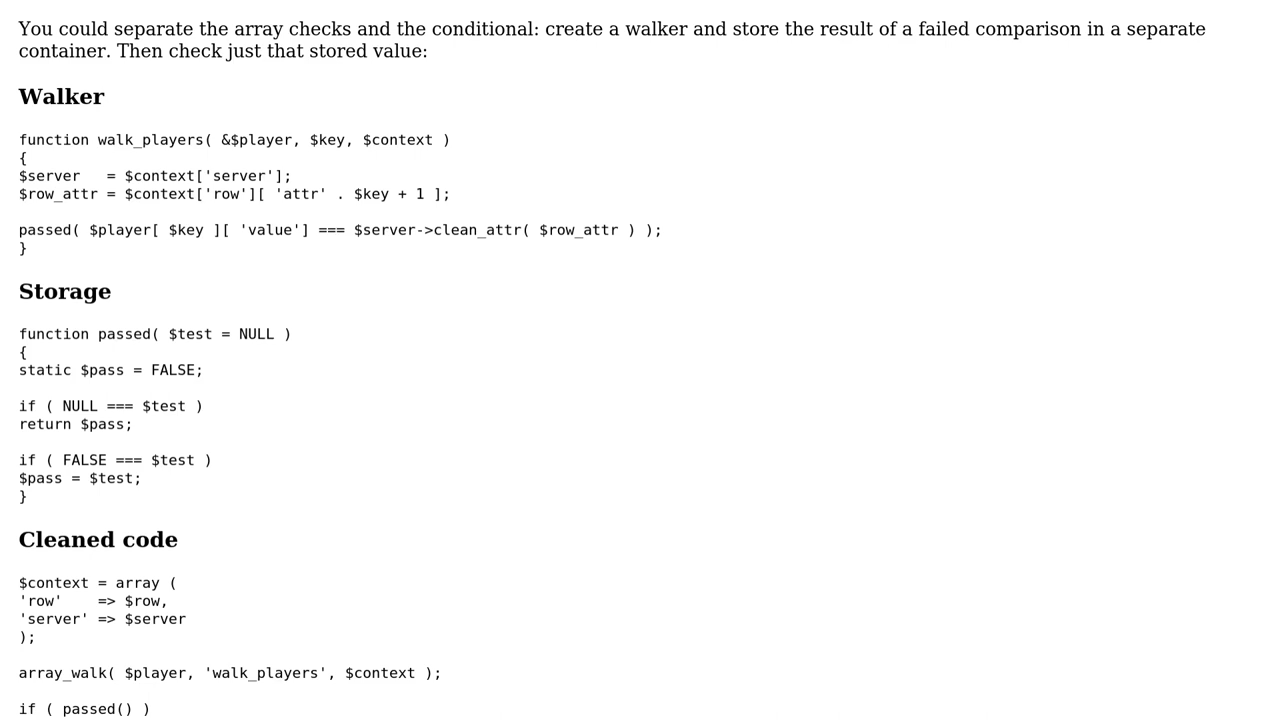 You could separate the array checks and the conditional: create a walker and store the result of a failed comparison in a separate
container. Then check just that stored value:
Walker
function walk_players( &$player, $key, $context )
{
$server   = $context['server'];
$row_attr = $context['row'][ 'attr' . $key + 1 ];
passed( $player[ $key ][ 'value'] === $server->clean_attr( $row_attr ) );
}
Storage
function passed( $test = NULL )
{
static $pass = FALSE;
if ( NULL === $test )
return $pass;
if ( FALSE === $test )
$pass = $test;
}
Cleaned code
$context = array (
'row'    => $row,
'server' => $server
);
array_walk( $player, 'walk_players', $context );
if ( passed() )